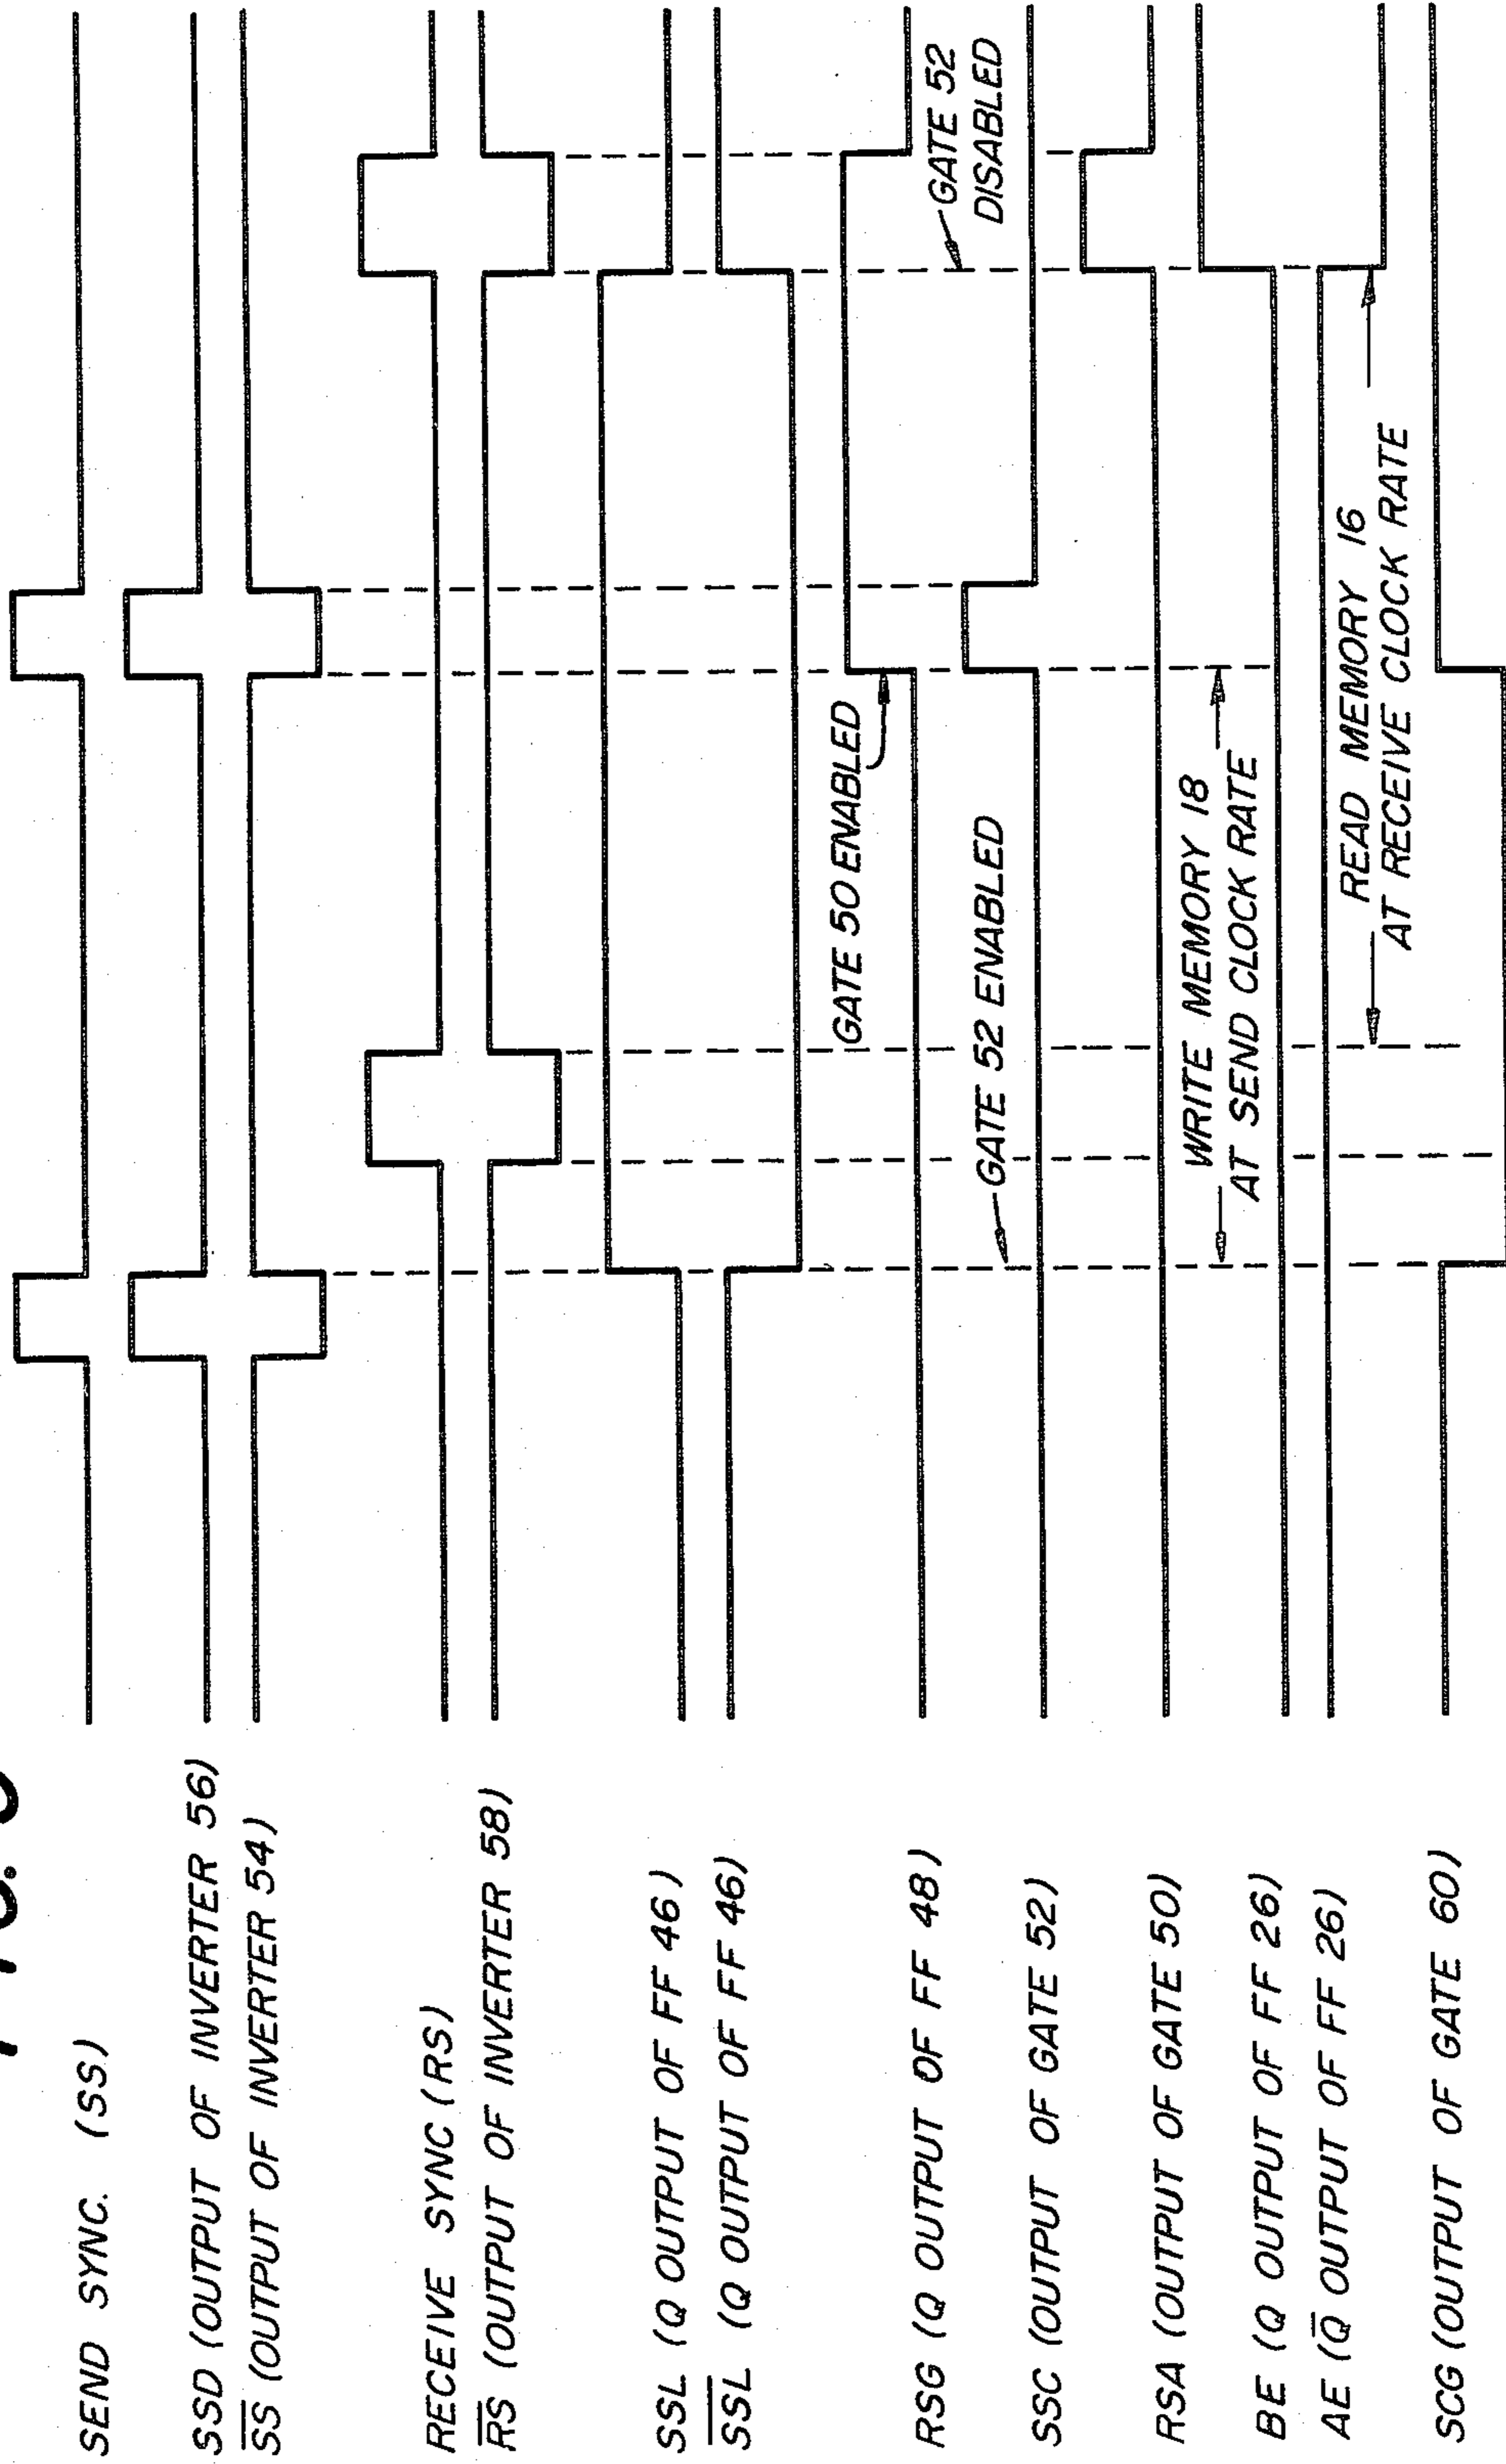 SEND SYNC. (SS)
SSD (OUTPUT OF INVERTER 56)
S̅S̅ (OUTPUT OF INVERTER 54)
RECEIVE SYNC (RS)
R̅S̅ (OUTPUT OF INVERTER 58)
SSL (Q OUTPUT OF FF 46)
S̅S̅L̅ (Q OUTPUT OF FF 46)
RSG (Q OUTPUT OF FF 48)
SSC (OUTPUT OF GATE 52)
RSA (OUTPUT OF GATE 50)
BE (Q OUTPUT OF FF 26)
AE (Q̅ OUTPUT OF FF 26)
SCG (OUTPUT OF GATE 60)
GATE 50 ENABLED
GATE 52 ENABLED
GATE 52
DISABLED
WRITE MEMORY 18
AT SEND CLOCK RATE
READ MEMORY 16
AT RECEIVE CLOCK RATE